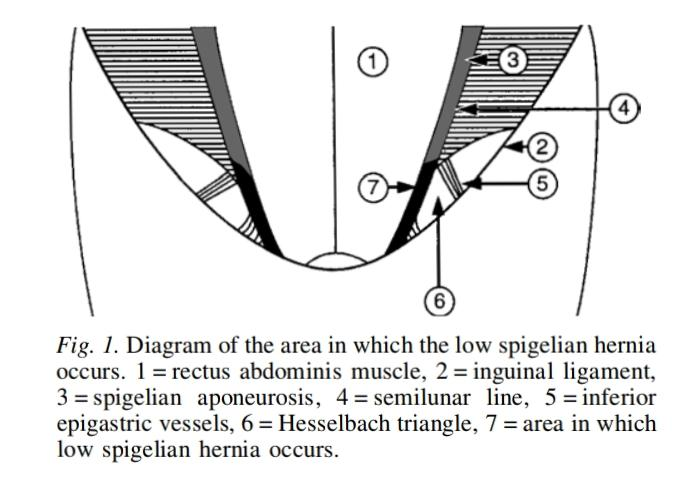 1
3
4
2
7
5
6
Fig. 1. Diagram of the area in which the low spigelian hernia
occurs. 1 = rectus abdominis muscle, 2 = inguinal ligament,
3 = spigelian aponeurosis, 4 = semilunar line, 5 = inferior
epigastric vessels, 6 = Hesselbach triangle, 7 = area in which
low spigelian hernia occurs.